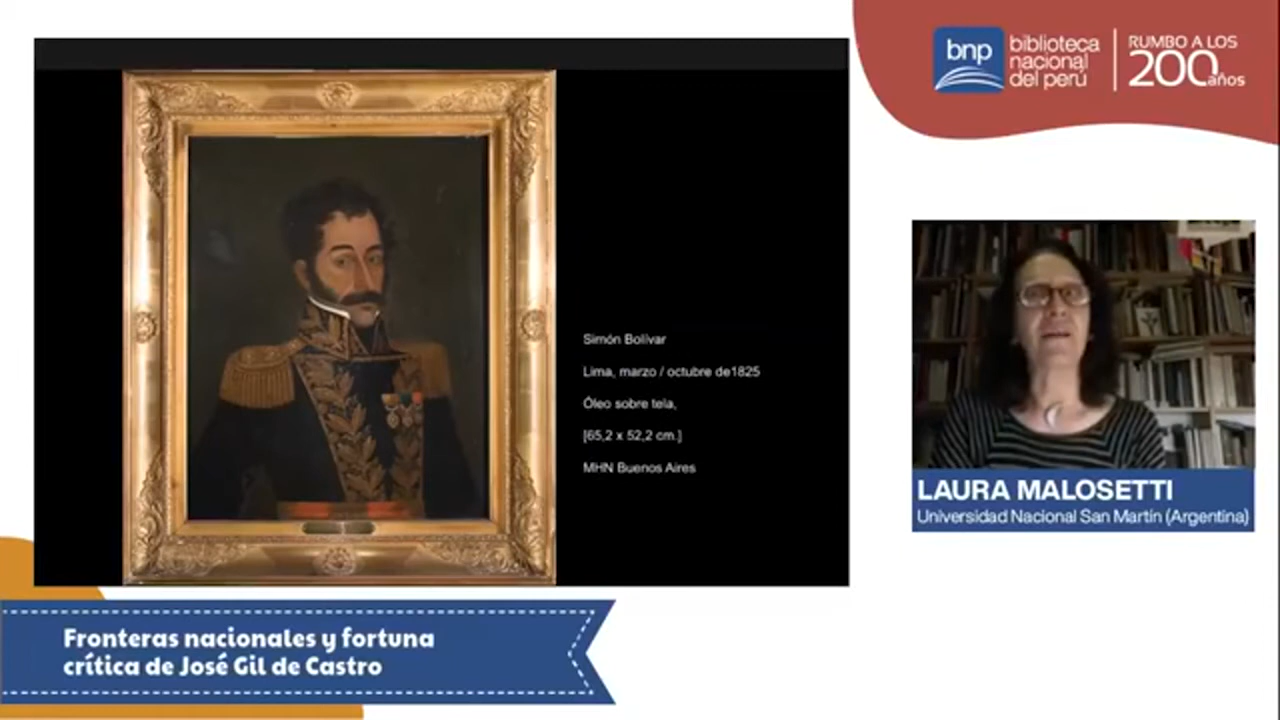 bnp
biblioteca
nacional
del perú
RUMBO A LOS
200
años
Simón Bolívar
Lima, marzo / octubre de1825
Óleo sobre tela,
[65,2 x 52,2 cm.]
MHN Buenos Aires
LAURA MALOSETTI
Universidad Nacional San Martín (Argentina)
Fronteras nacionales y fortuna
crítica de José Gil de Castro